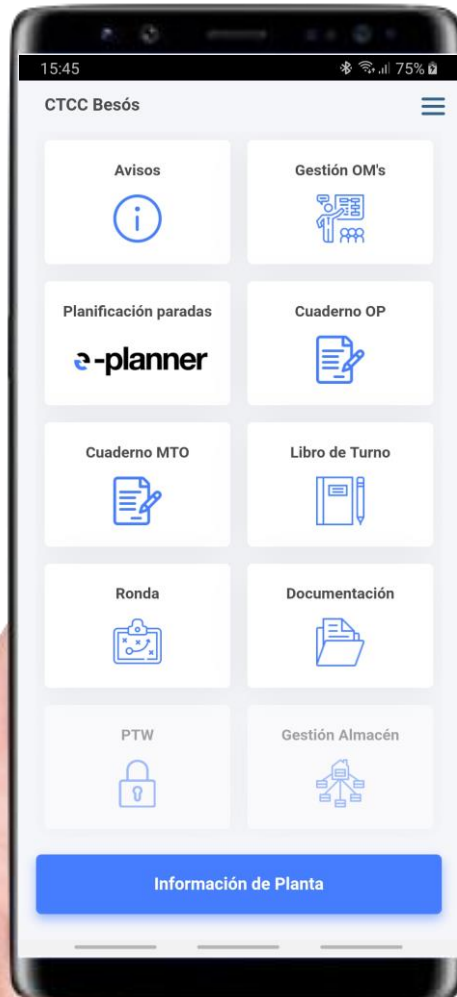 15:45 75%
CTCC Besós
Avisos Gestión OM's
Planificación paradas Cuaderno OP
e-planner
Cuaderno MTO Libro de Turno
Ronda Documentación
PTW Gestión Almacén
Información de Planta